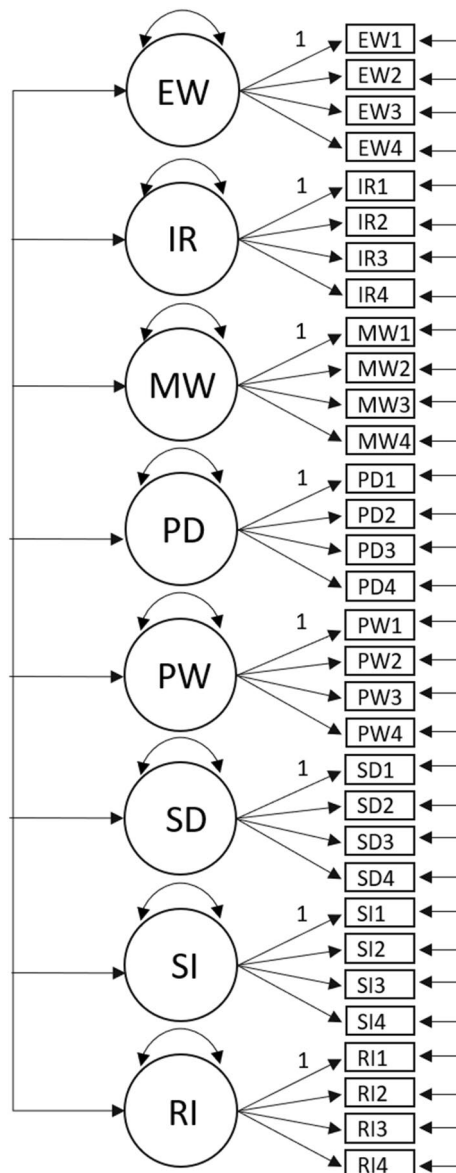 1 EW1
EW2
EW EW3
EW4
1 IR1
IR2
IR IR3
IR4
1 MW1
MW2
MW MW3
MW4
1 PD1
PD2
PD PD3
PD4
1 PW1
PW2
PW PW3
PW4
1 SD1
SD2
SD SD3
SD4
1 SI1
SI2
SI SI3
SI4
1 RI1
RI2
RI RI3
RI4